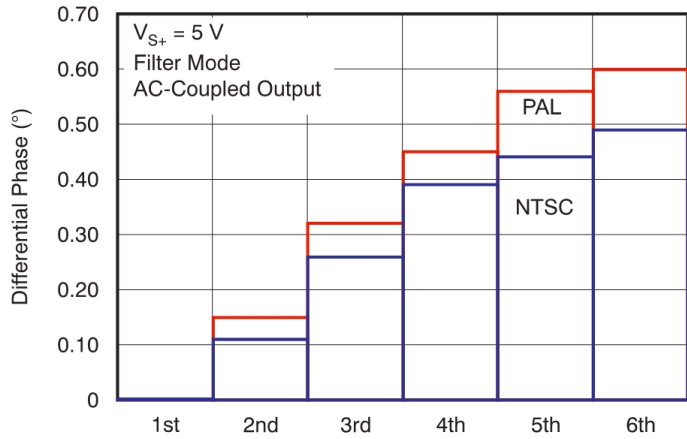 0.70
0.60
0.50
0.40
0.30
0.20
0.10
0
Differential Phase (°)
V_S+ = 5 V
Filter Mode
AC-Coupled Output
PAL
NTSC
1st 2nd 3rd 4th 5th 6th